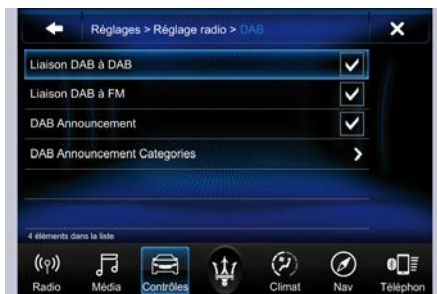 Réglages > Réglage radio > DAB
Liaison DAB à DAB
Liaison DAB à FM
DAB Announcement
DAB Announcement Categories
4 éléments dans la liste
Radio Média Contrôles Climat Nav Téléphon